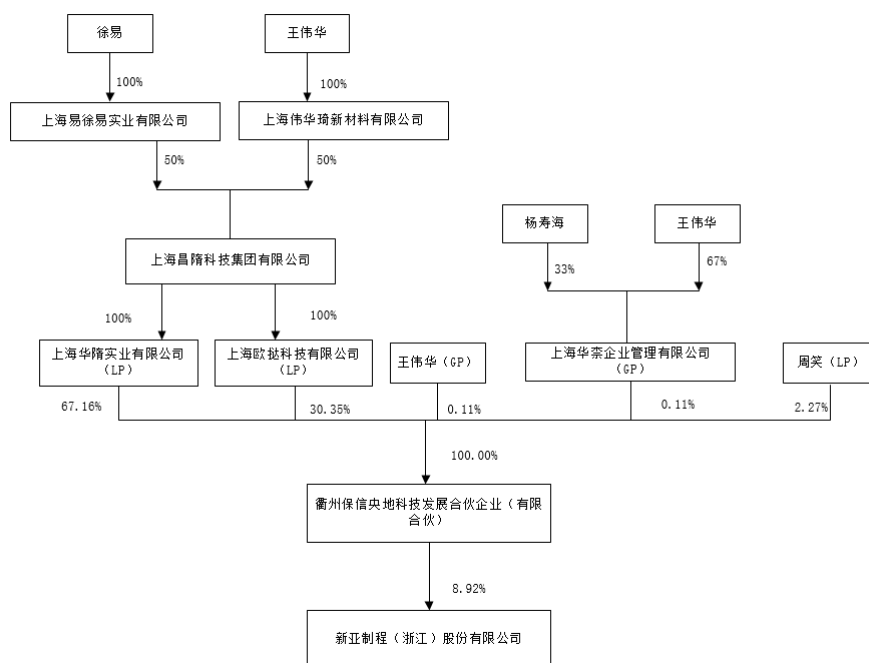 徐易
王伟华
100%
100%
上海易徐易实业有限公司
上海伟华琦新材料有限公司
50%
50%
杨寿海
王伟华
33%
67%
上海昌隋科技集团有限公司
100%
100%
上海华隋实业有限公司
（LP）
上海欧挞科技有限公司
（LP）
王伟华（GP）
上海华栾企业管理有限公司
（GP）
周笑（LP）
67.16%
30.35%
0.11%
0.11%
2.27%
100.00%
衢州保信央地科技发展合伙企业（有限
合伙）
8.92%
新亚制程（浙江）股份有限公司